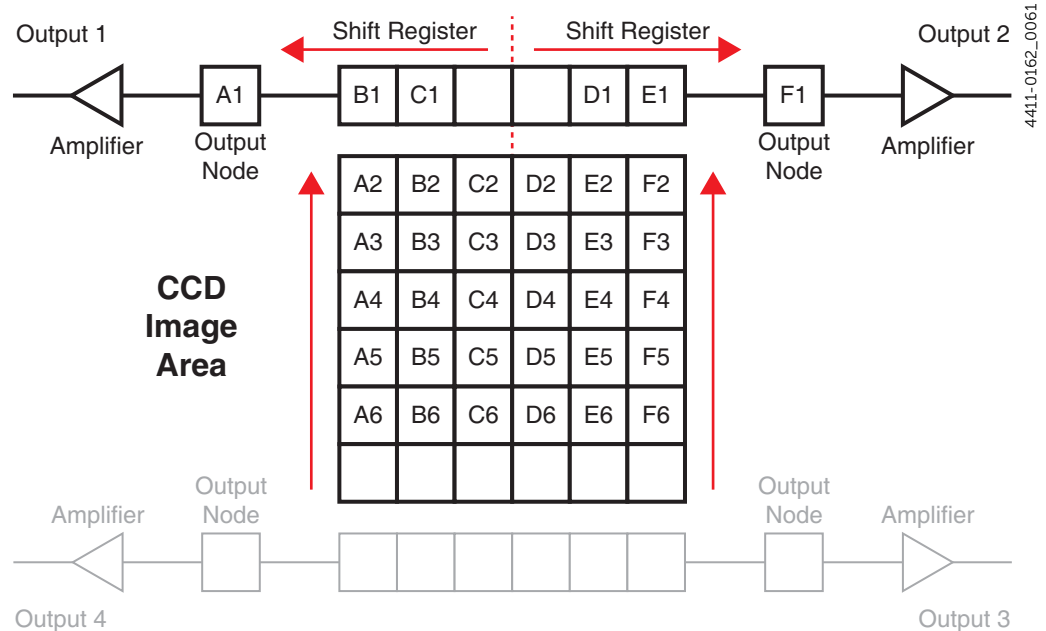 Output 1
Shift Register
Shift Register
Output 2
4411-0162_0061
A1
B1 C1 D1 E1
F1
Amplifier
Output
Node
Output
Node
Amplifier
A2 B2 C2 D2 E2 F2
A3 B3 C3 D3 E3 F3
A4 B4 C4 D4 E4 F4
A5 B5 C5 D5 E5 F5
A6 B6 C6 D6 E6 F6
CCD
Image
Area
Amplifier
Output
Node
Output
Node
Amplifier
Output 4
Output 3